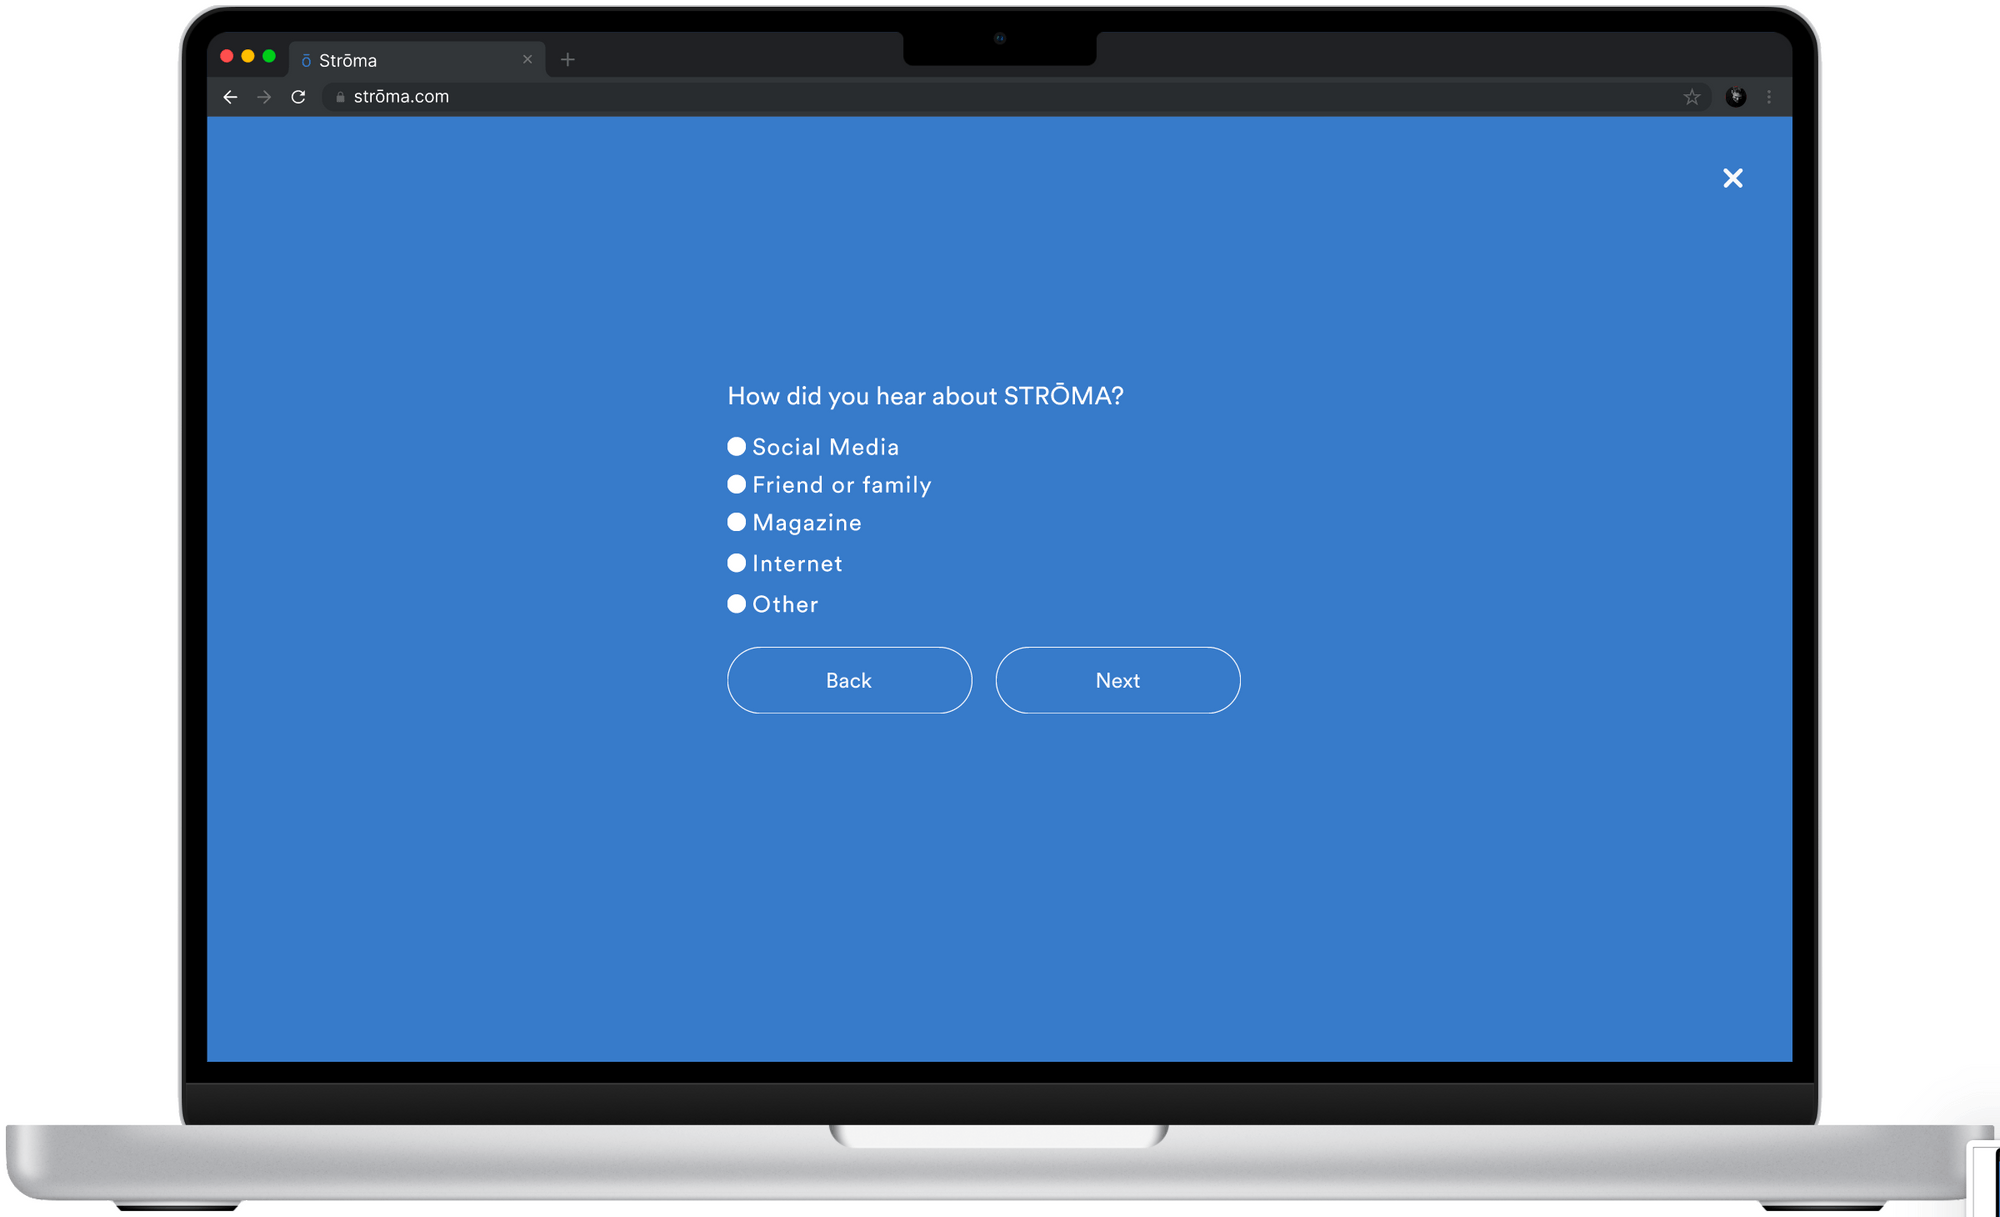 ō Strōma
strōma.com
How did you hear about STRŌMA?
Social Media
Friend or family
Magazine
Internet
Other
Back Next